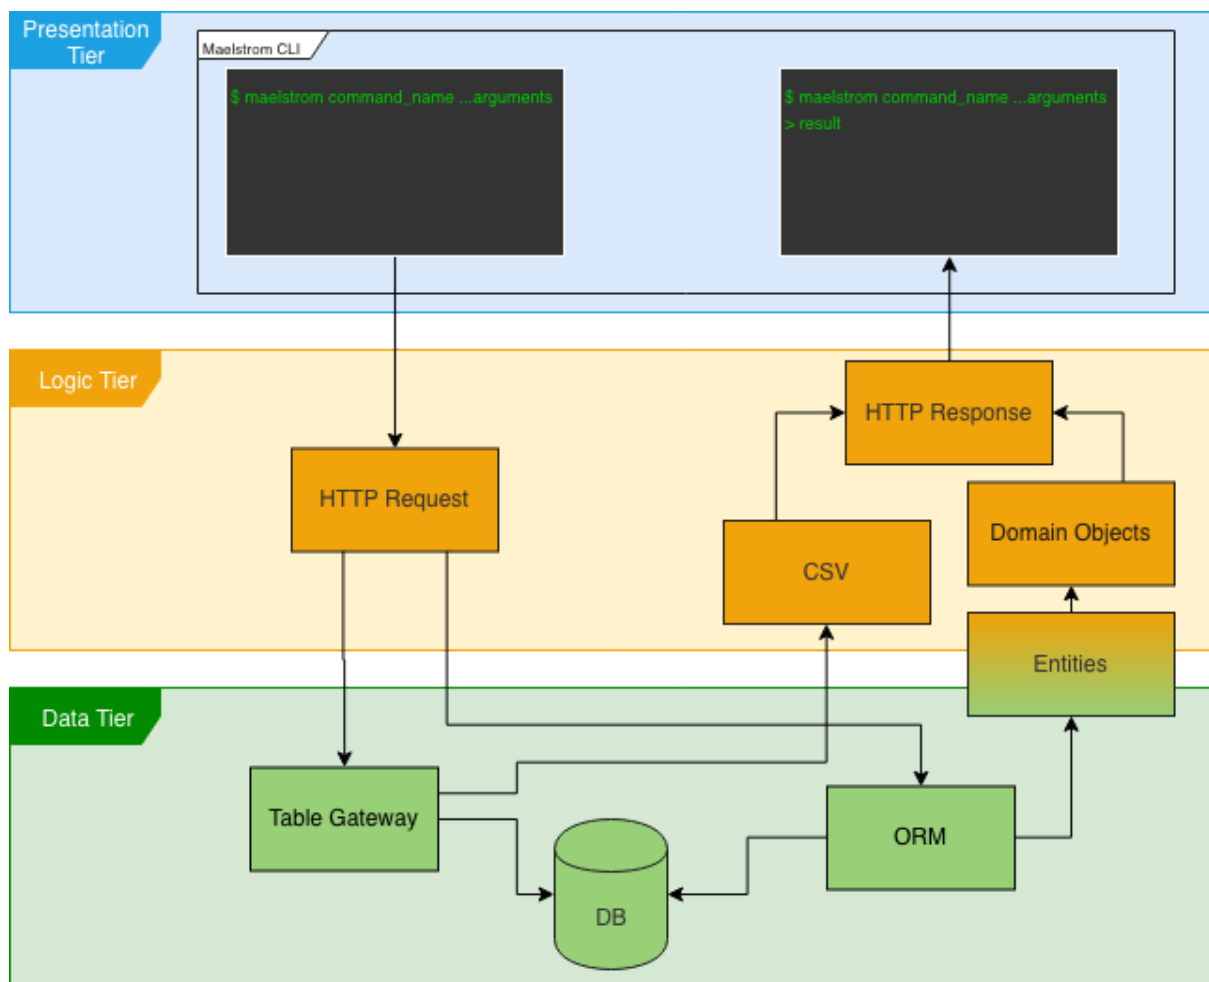 Presentation
Tier
Maelstrom CLI
$ maelstrom command_name ...arguments
$ maelstrom command_name ...arguments
> result
Logic Tier
HTTP Response
HTTP Request
Domain Objects
CSV
Entities
Data Tier
Table Gateway
ORM
DB